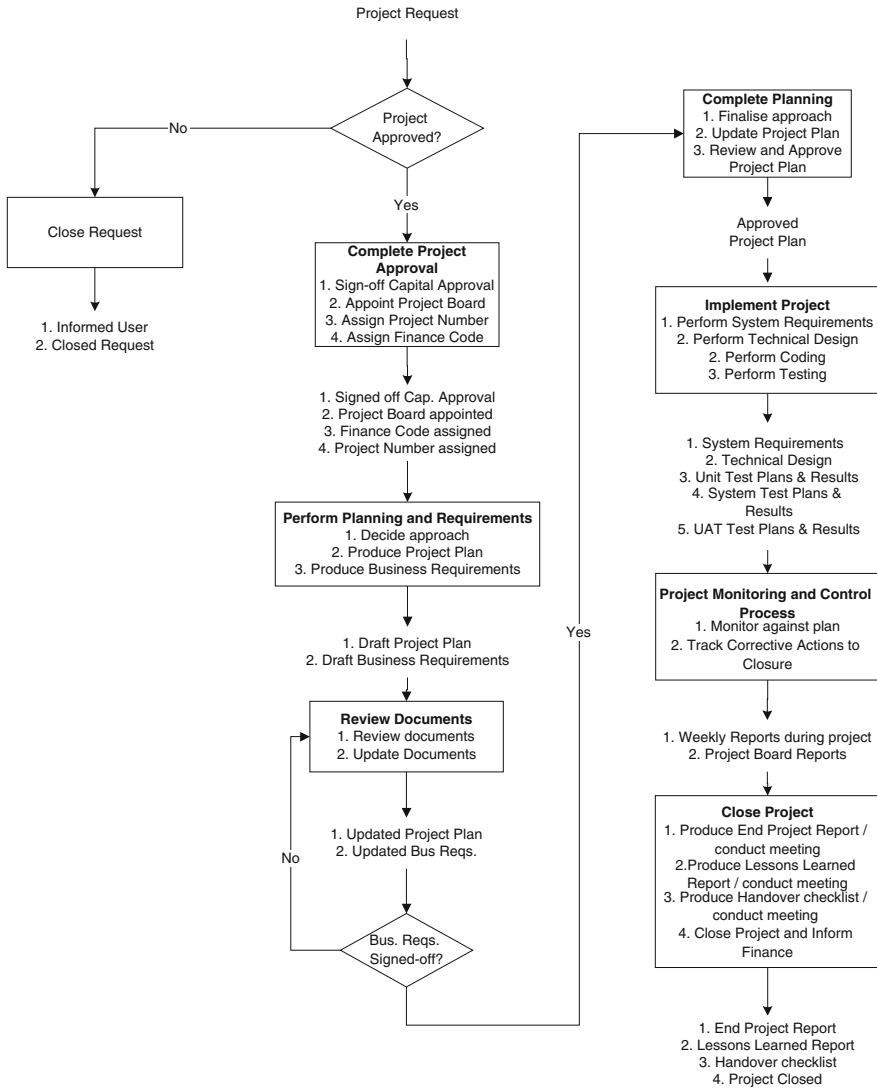 Project Request
Project
Approved?
No
Close Request
1. Informed User
2. Closed Request
Yes
Complete Project
Approval
1. Sign-off Capital Approval
2. Appoint Project Board
3. Assign Project Number
4. Assign Finance Code
1. Signed off Cap. Approval
2. Project Board appointed
3. Finance Code assigned
4. Project Number assigned
Perform Planning and Requirements
1. Decide approach
2. Produce Project Plan
3. Produce Business Requirements
1. Draft Project Plan
2. Draft Business Requirements
Review Documents
1. Review documents
2. Update Documents
1. Updated Project Plan
2. Updated Bus Reqs.
No
Bus. Reqs.
Signed-off?
Yes
Complete Planning
1. Finalise approach
2. Update Project Plan
3. Review and Approve
Project Plan
Approved
Project Plan
Implement Project
1. Perform System Requirements
2. Perform Technical Design
2. Perform Coding
3. Perform Testing
1. System Requirements
2. Technical Design
3. Unit Test Plans & Results
4. System Test Plans &
Results
5. UAT Test Plans & Results
Project Monitoring and Control
Process
1. Monitor against plan
2. Track Corrective Actions to
Closure
1. Weekly Reports during project
2. Project Board Reports
Close Project
1. Produce End Project Report /
conduct meeting
2.Produce Lessons Learned
Report / conduct meeting
3. Produce Handover checklist /
conduct meeting
4. Close Project and Inform
Finance
1. End Project Report
2. Lessons Learned Report
3. Handover checklist
4. Project Closed